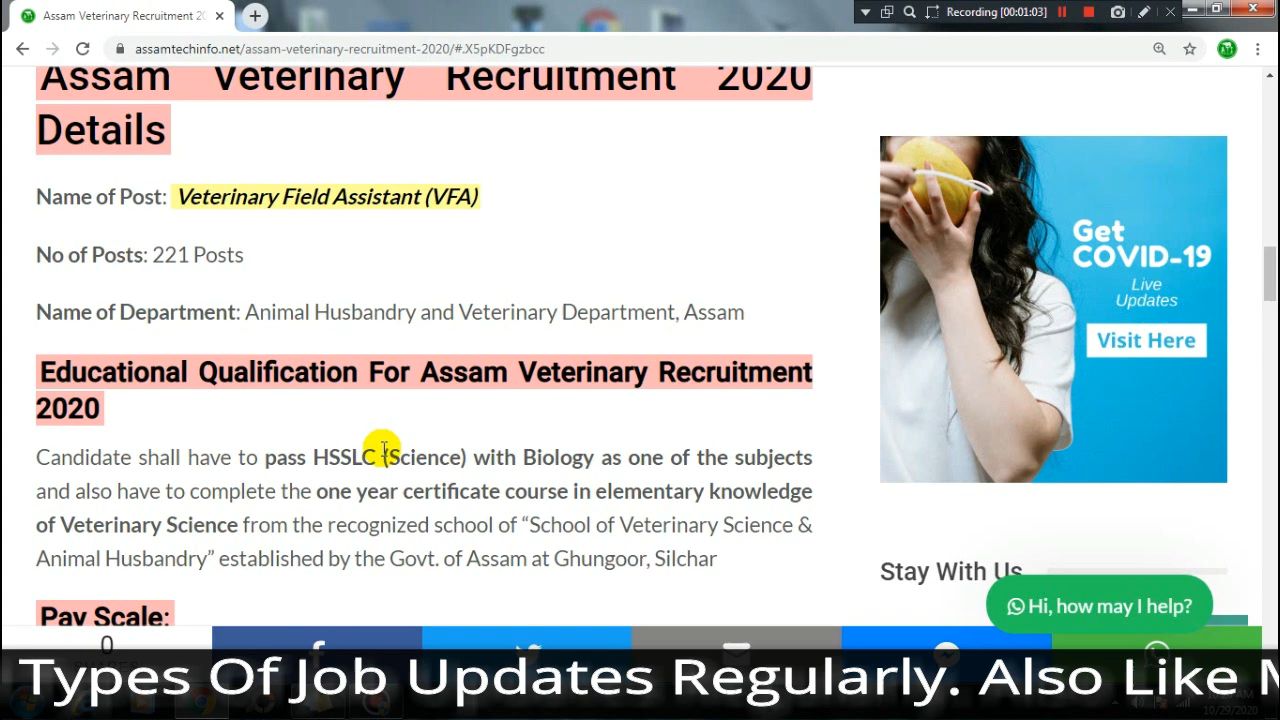 Assam Veterinary Recruitment 20
Recording [00:01:03]
assamtechinfo.net/assam-veterinary-recruitment-2020/#.X5pKDFgzbcc
Assam Veterinary Recruitment 2020
Details
Name of Post: Veterinary Field Assistant (VFA)
No of Posts: 221 Posts
Name of Department: Animal Husbandry and Veterinary Department, Assam
Educational Qualification For Assam Veterinary Recruitment
2020
Candidate shall have to pass HSSLC (Science) with Biology as one of the subjects
and also have to complete the one year certificate course in elementary knowledge
of Veterinary Science from the recognized school of “School of Veterinary Science &
Animal Husbandry” established by the Govt. of Assam at Ghungoor, Silchar
Pay Scale:
Get
COVID-19
Live
Updates
Visit Here
Stay With Us
Hi, how may I help?
0
Types Of Job Updates Regularly. Also Like M
10/29/2020